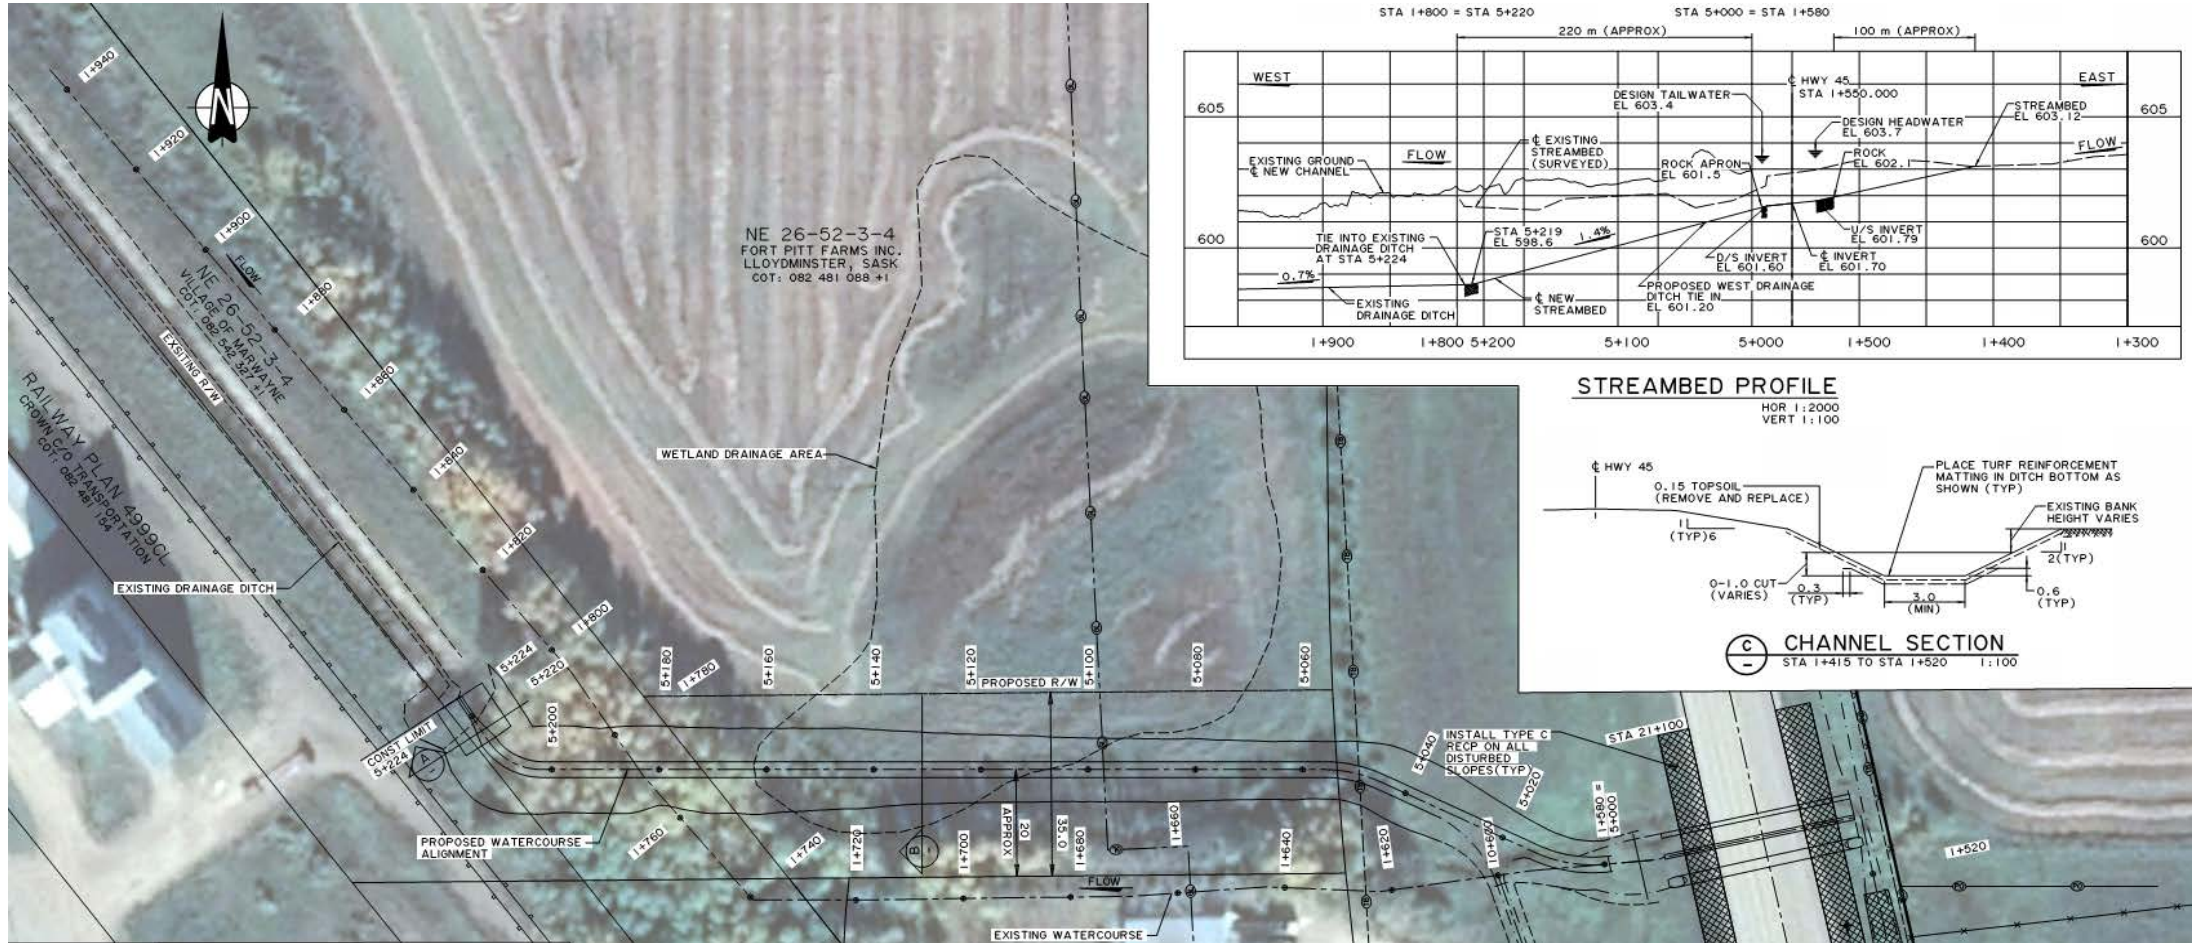 STA 1+800 = STA 5+220
STA 5+000 = STA 1+580
220 m (APPROX)
100 m (APPROX)
WEST
℄ HWY 45
STA 1+550.000
EAST
605
605
DESIGN TAILWATER
EL 603.4
STREAMBED
EL 603.12
DESIGN HEADWATER
EL 603.7
℄ EXISTING
STREAMBED
(SURVEYED)
FLOW
FLOW
EXISTING GROUND
℄ NEW CHANNEL
ROCK APRON
EL 601.5
ROCK
EL 602.1
600
600
TIE INTO EXISTING
DRAINAGE DITCH
AT STA 5+224
STA 5+219
EL 598.6
1.4%
U/S INVERT
EL 601.79
D/S INVERT
EL 601.60
℄ INVERT
EL 601.70
0.7%
EXISTING
DRAINAGE DITCH
℄ NEW
STREAMBED
PROPOSED WEST DRAINAGE
DITCH TIE IN
EL 601.20
1+900
1+800
5+200
5+100
5+000
1+500
1+400
1+300
STREAMBED PROFILE
HOR 1:2000
VERT 1:100
℄ HWY 45
PLACE TURF REINFORCEMENT
MATTING IN DITCH BOTTOM AS
SHOWN (TYP)
0.15 TOPSOIL
(REMOVE AND REPLACE)
EXISTING BANK
HEIGHT VARIES
1
(TYP)6
1
2(TYP)
0-1.0 CUT
(VARIES)
0.3
(TYP)
3.0
(MIN)
0.6
(TYP)
C
-
CHANNEL SECTION
STA 1+415 TO STA 1+520 1:100
N
1+940
1+920
1+900
FLOW
1+880
1+880
1+840
1+820
1+800
1+780
1+760
1+740
NE 26-52-3-4
VILLAGE OF MARWAYNE
COT: 082 542 327 +1
EXSITING R/W
RAILWAY PLAN 4999CL
CROWN C/O TRANSPORTATION
COT: 082 481 154
NE 26-52-3-4
FORT PITT FARMS INC.
LLOYDMINSTER, SASK
COT: 082 481 088 +1
WETLAND DRAINAGE AREA
EXISTING DRAINAGE DITCH
5+224
5+220
5+200
5+180
5+160
5+140
5+120
5+100
5+080
5+060
5+040
5+020
PROPOSED R/W
CONST LIMIT
5+224
A
-
PROPOSED WATERCOURSE
ALIGNMENT
B
-
APPROX
20
35.0
1+720
1+700
1+680
1+660
1+640
1+620
1+600
1+580 =
5+000
INSTALL TYPE C
RECP ON ALL
DISTURBED
SLOPES(TYP)
STA 21+100
1+520
FLOW
EXISTING WATERCOURSE